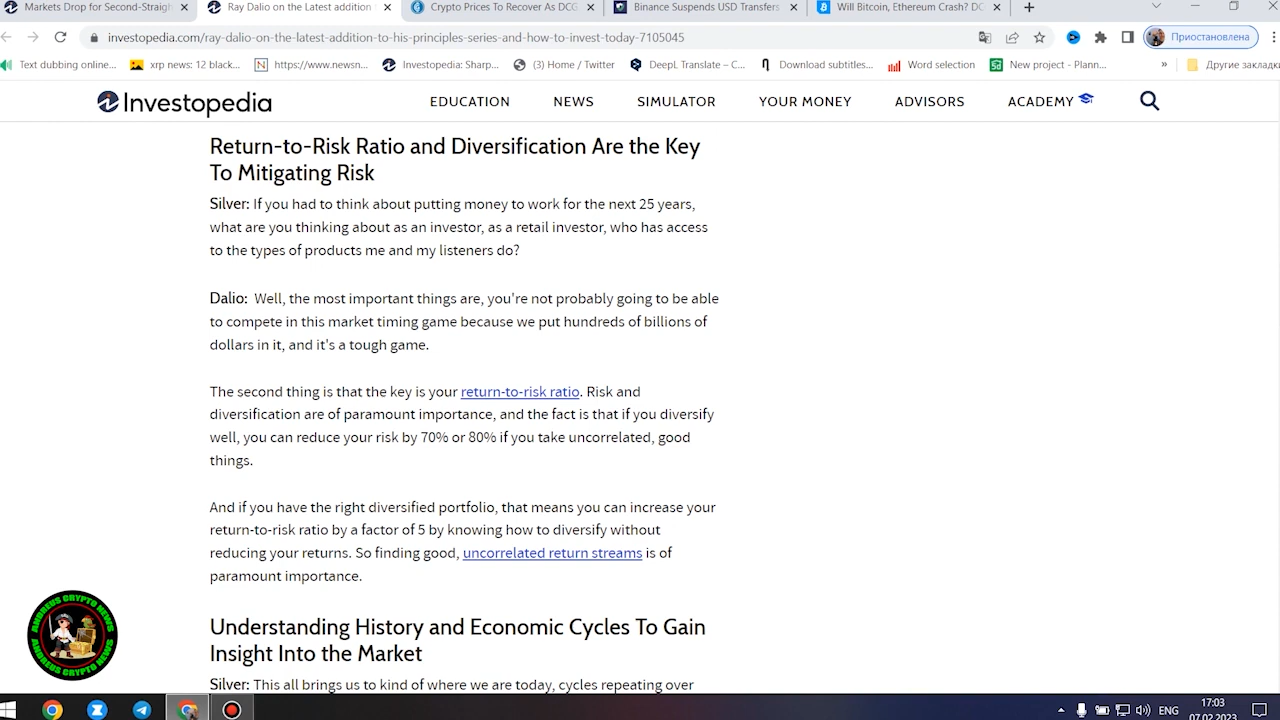 Markets Drop for Second-Straigh
Ray Dalio on the Latest addition
Crypto Prices To Recover As DCG
Binance Suspends USD Transfers
Will Bitcoin, Ethereum Crash? DC
investopedia.com/ray-dalio-on-the-latest-addition-to-his-principles-series-and-how-to-invest-today-7105045
Приостановлена
Text dubbing online...
xrp news: 12 black...
https://www.newsn...
Investopedia: Sharp...
(3) Home / Twitter
DeepL Translate – C...
Download subtitles...
Word selection
New project - Plann...
»
Другие закладки
Investopedia
EDUCATION
NEWS
SIMULATOR
YOUR MONEY
ADVISORS
ACADEMY
Return-to-Risk Ratio and Diversification Are the Key
To Mitigating Risk
Silver: If you had to think about putting money to work for the next 25 years,
what are you thinking about as an investor, as a retail investor, who has access
to the types of products me and my listeners do?
Dalio: Well, the most important things are, you're not probably going to be able
to compete in this market timing game because we put hundreds of billions of
dollars in it, and it's a tough game.
The second thing is that the key is your return-to-risk ratio. Risk and
diversification are of paramount importance, and the fact is that if you diversify
well, you can reduce your risk by 70% or 80% if you take uncorrelated, good
things.
And if you have the right diversified portfolio, that means you can increase your
return-to-risk ratio by a factor of 5 by knowing how to diversify without
reducing your returns. So finding good, uncorrelated return streams is of
paramount importance.
Understanding History and Economic Cycles To Gain
Insight Into the Market
Silver: This all brings us to kind of where we are today, cycles repeating over
ANDREUS CRYPTO NEWS
ANDREUS CRYPTO NEWS
ENG
17:03
07.02.2023